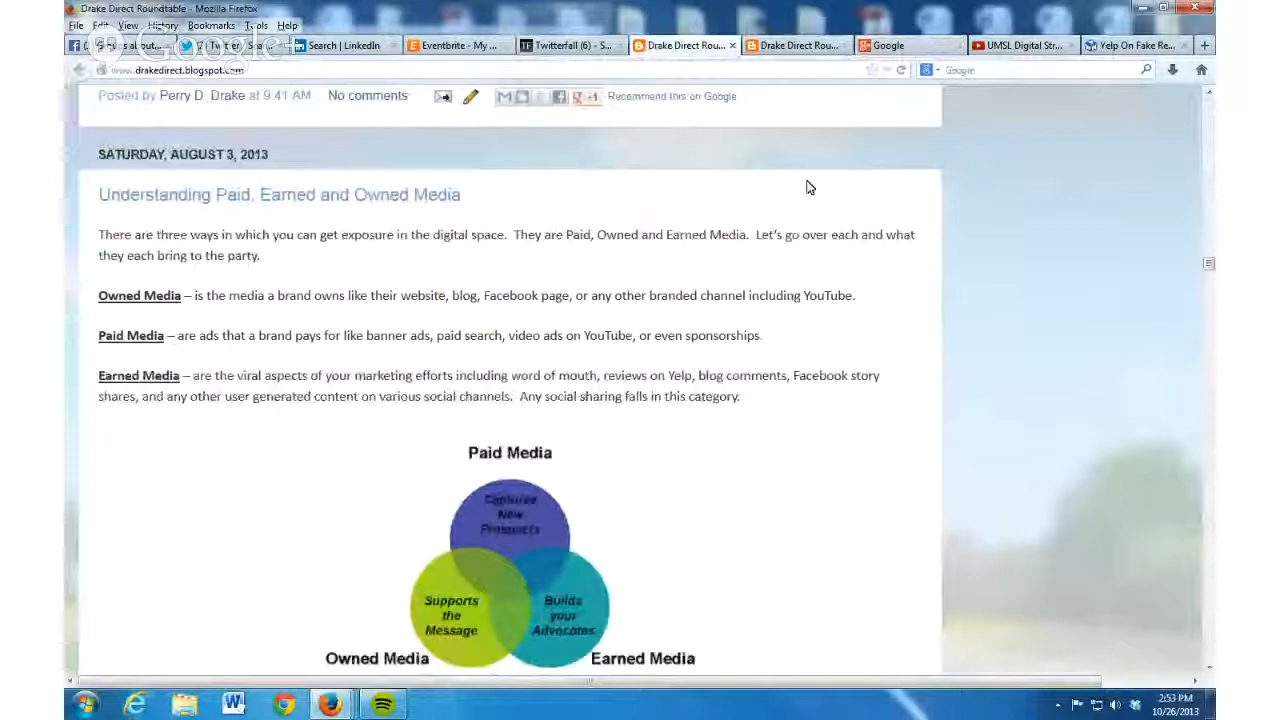 Drake Direct Roundtable - Mozilla Firefox
File Edit View History Bookmarks Tools Help
Google+
Twitter
Search | LinkedIn
Eventbrite - My ...
Twitterfall (6) - S...
Drake Direct Rou...
Drake Direct Rou...
Google
UMSL Digital Str...
Yelp On Fake Re...
www.drakedirect.blogspot.com
Google
Posted by Perry D. Drake at 9:41 AM No comments
Recommend this on Google
SATURDAY, AUGUST 3, 2013
Understanding Paid, Earned and Owned Media
There are three ways in which you can get exposure in the digital space. They are Paid, Owned and Earned Media. Let's go over each and what
they each bring to the party.
Owned Media – is the media a brand owns like their website, blog, Facebook page, or any other branded channel including YouTube.
Paid Media – are ads that a brand pays for like banner ads, paid search, video ads on YouTube, or even sponsorships.
Earned Media – are the viral aspects of your marketing efforts including word of mouth, reviews on Yelp, blog comments, Facebook story
shares, and any other user generated content on various social channels. Any social sharing falls in this category.
Paid Media
Captures
New
Prospects
Supports
the
Message
Builds
your
Advocates
Owned Media
Earned Media
2:53 PM
10/26/2013